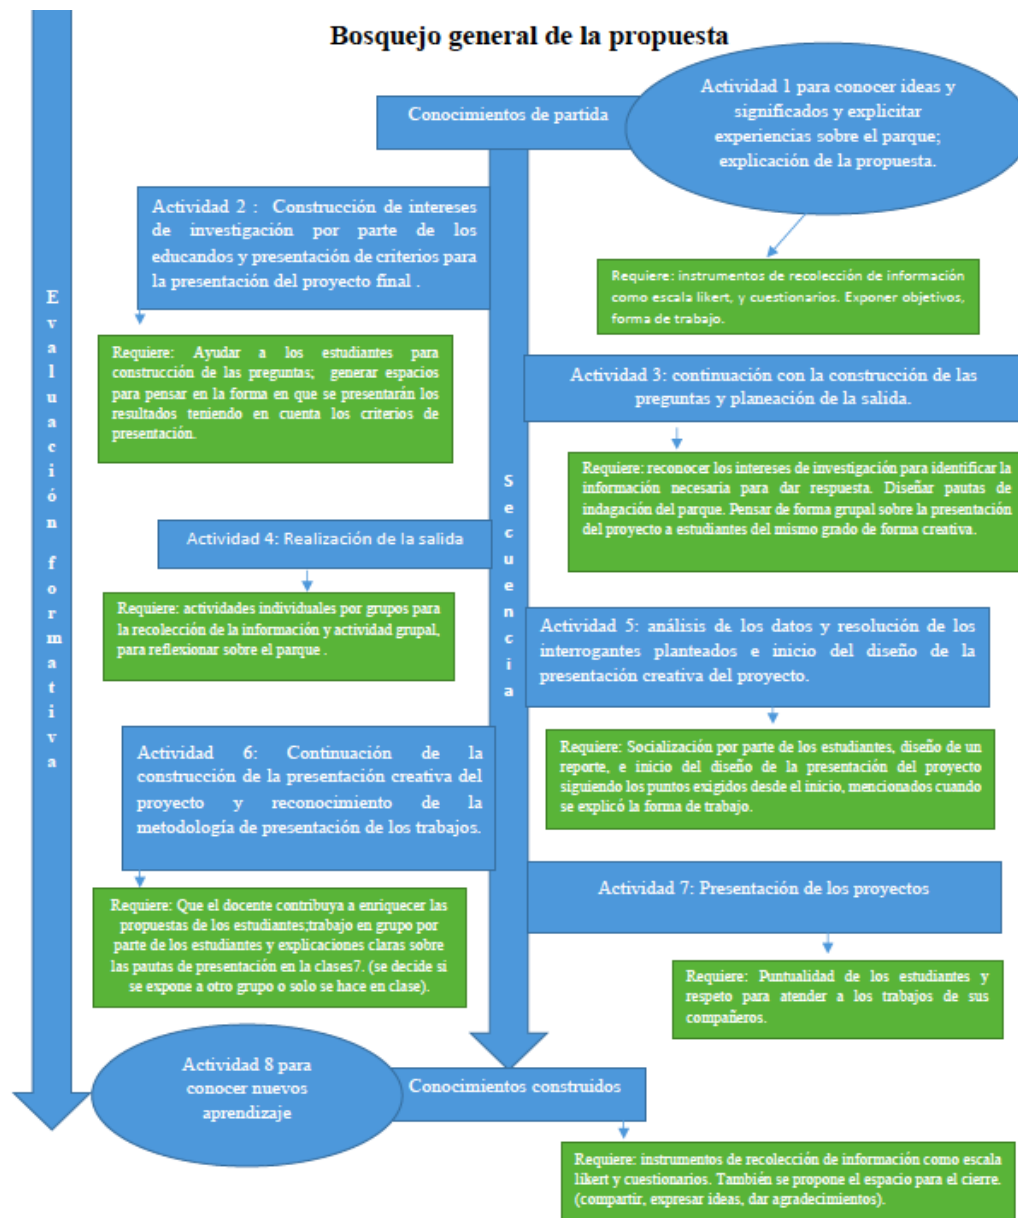 Bosquejo general de la propuesta
Conocimientos de partida
Actividad 1 para conocer ideas y
significados y explicitar
experiencias sobre el parque;
explicación de la propuesta.
Requiere: instrumentos de recolección de información
como escala likert, y cuestionarios. Exponer objetivos,
forma de trabajo.
Actividad 2 : Construcción de intereses
de investigación por parte de los
educandos y presentación de criterios para
la presentación del proyecto final .
Requiere: Ayudar a los estudiantes para
construcción de las preguntas; generar espacios
para pensar en la forma en que se presentarán los
resultados teniendo en cuenta los criterios de
presentación.
Actividad 3: continuación con la construcción de las
preguntas y planeación de la salida.
Requiere: reconocer los intereses de investigación para identificar la
información necesaria para dar respuesta. Diseñar pautas de
indagación del parque. Pensar de forma grupal sobre la presentación
del proyecto a estudiantes del mismo grado de forma creativa.
Actividad 4: Realización de la salida
Requiere: actividades individuales por grupos para
la recolección de la información y actividad grupal,
para reflexionar sobre el parque .
Actividad 5: análisis de los datos y resolución de los
interrogantes planteados e inicio del diseño de la
presentación creativa del proyecto.
Requiere: Socialización por parte de los estudiantes, diseño de un
reporte, e inicio del diseño de la presentación del proyecto
siguiendo los puntos exigidos desde el inicio, mencionados cuando
se explicó la forma de trabajo.
Actividad 6: Continuación de la
construcción de la presentación creativa del
proyecto y reconocimiento de la
metodología de presentación de los trabajos.
Requiere: Que el docente contribuya a enriquecer las
propuestas de los estudiantes;trabajo en grupo por
parte de los estudiantes y explicaciones claras sobre
las pautas de presentación en la clases7. (se decide si
se expone a otro grupo o solo se hace en clase).
Actividad 7: Presentación de los proyectos
Requiere: Puntualidad de los estudiantes y
respeto para atender a los trabajos de sus
compañeros.
Actividad 8 para
conocer nuevos
aprendizaje
Conocimientos construidos
Requiere: instrumentos de recolección de información como escala
likert y cuestionarios. También se propone el espacio para el cierre.
(compartir, expresar ideas, dar agradecimientos).
Evaluación formativa
Secuencia